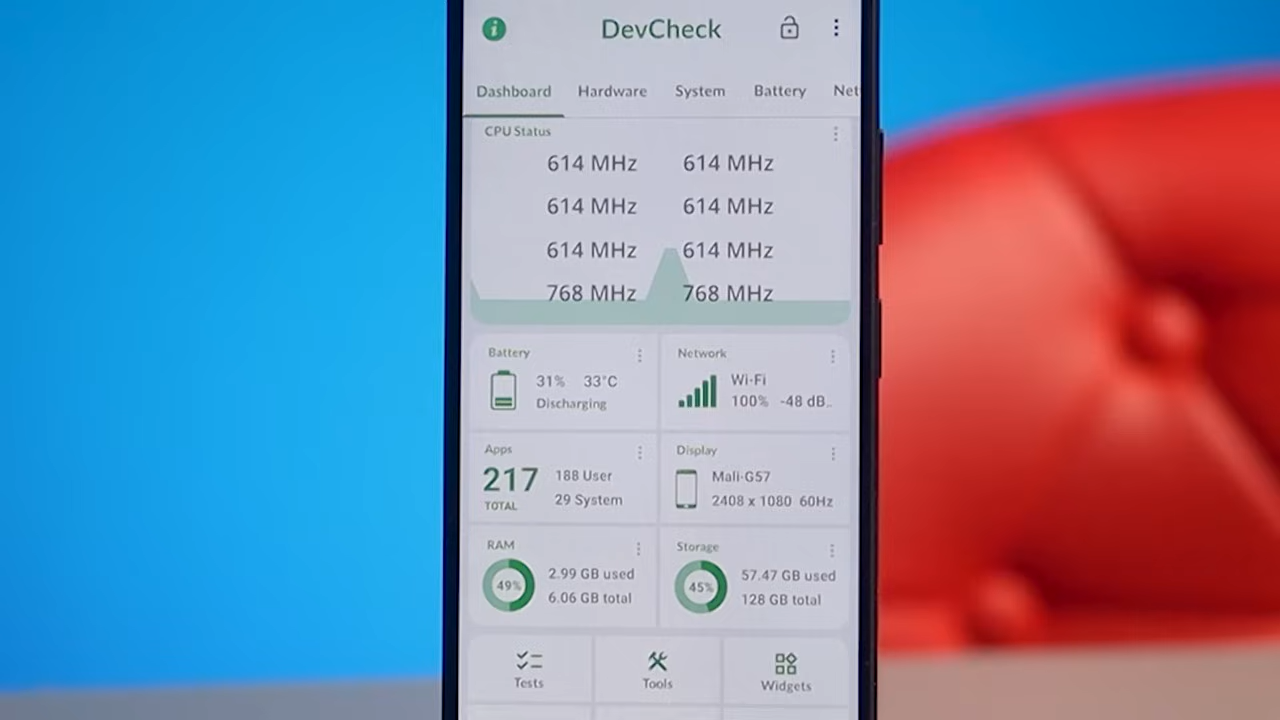 DevCheck
Dashboard Hardware System Battery Net
CPU Status
614 MHz 614 MHz
614 MHz 614 MHz
614 MHz 614 MHz
768 MHz 768 MHz
Battery
31% 33°C
Discharging
Network
Wi-Fi
100% -48 dB..
Apps
217
TOTAL
188 User
29 System
Display
Mali-G57
2408 x 1080 60Hz
RAM
49%
2.99 GB used
6.06 GB total
Storage
45%
57.47 GB used
128 GB total
Tests
Tools
Widgets